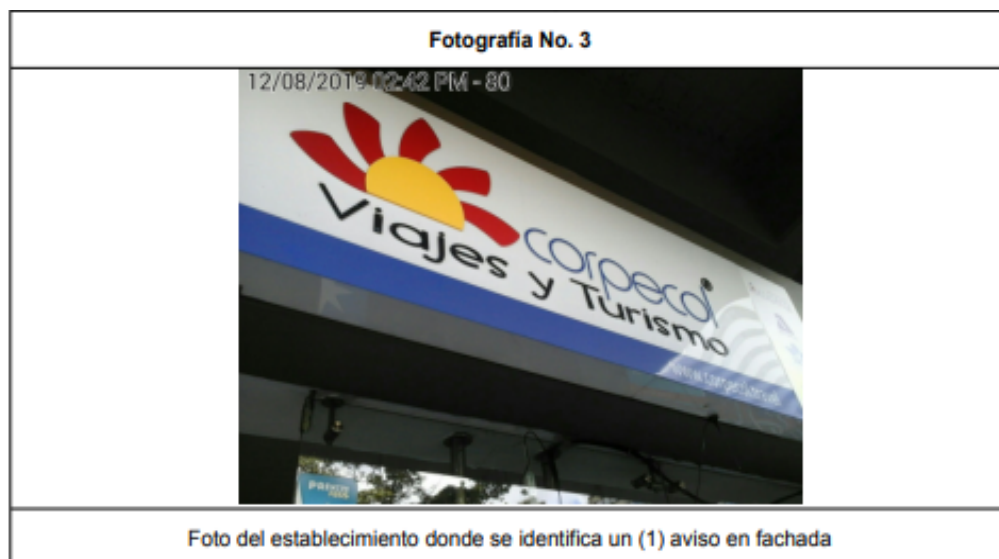 Fotografía No. 3
12/08/2019 02:42 PM - 80
corpecol
Viajes y Turismo
Foto del establecimiento donde se identifica un (1) aviso en fachada